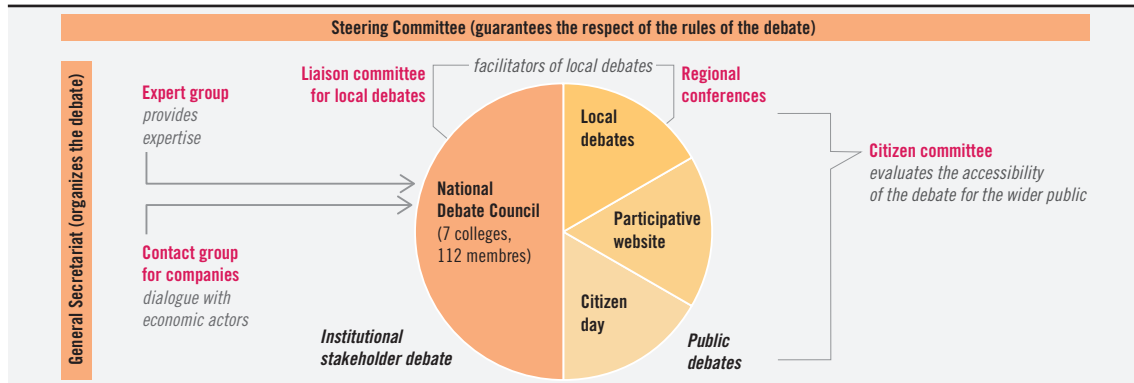 Steering Committee (guarantees the respect of the rules of the debate)
General Secretariat (organizes the debate)
Expert group
provides
expertise
Contact group
for companies
dialogue with
economic actors
Liaison committee
for local debates
facilitators of local debates
Regional
conferences
National
Debate Council
(7 colleges,
112 membres)
Local
debates
Participative
website
Citizen
day
Institutional
stakeholder debate
Public
debates
Citizen committee
evaluates the accessibility
of the debate for the wider public